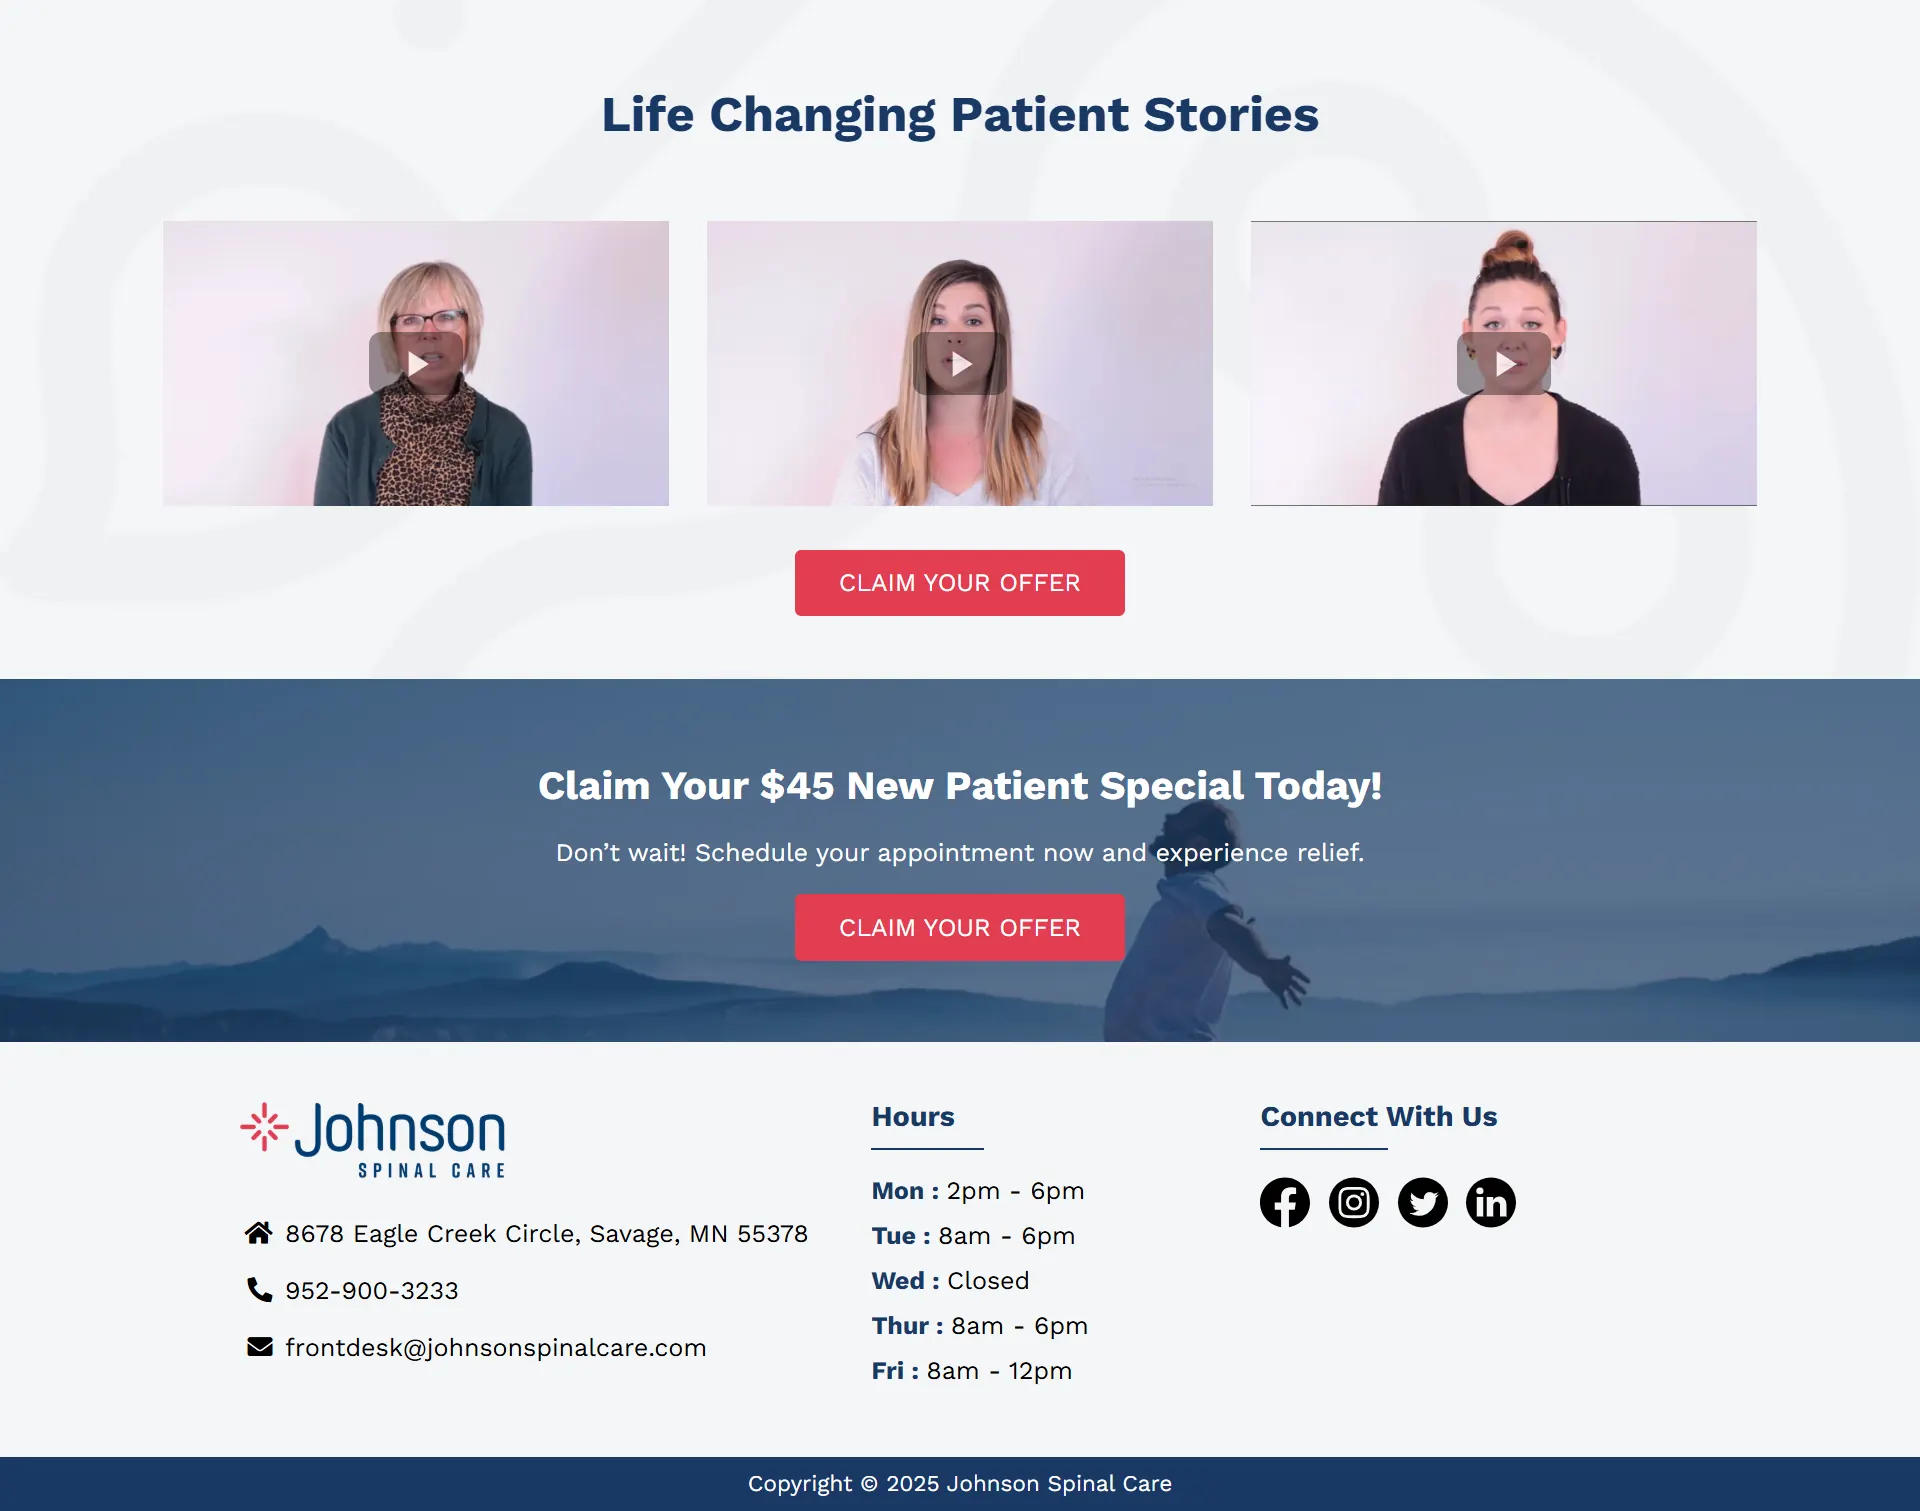 Life Changing Patient Stories
CLAIM YOUR OFFER
Claim Your $45 New Patient Special Today!
Don’t wait! Schedule your appointment now and experience relief.
CLAIM YOUR OFFER
Johnson
SPINAL CARE
8678 Eagle Creek Circle, Savage, MN 55378
952-900-3233
frontdesk@johnsonspinalcare.com
Hours
Mon : 2pm - 6pm
Tue : 8am - 6pm
Wed : Closed
Thur : 8am - 6pm
Fri : 8am - 12pm
Connect With Us
Copyright © 2025 Johnson Spinal Care